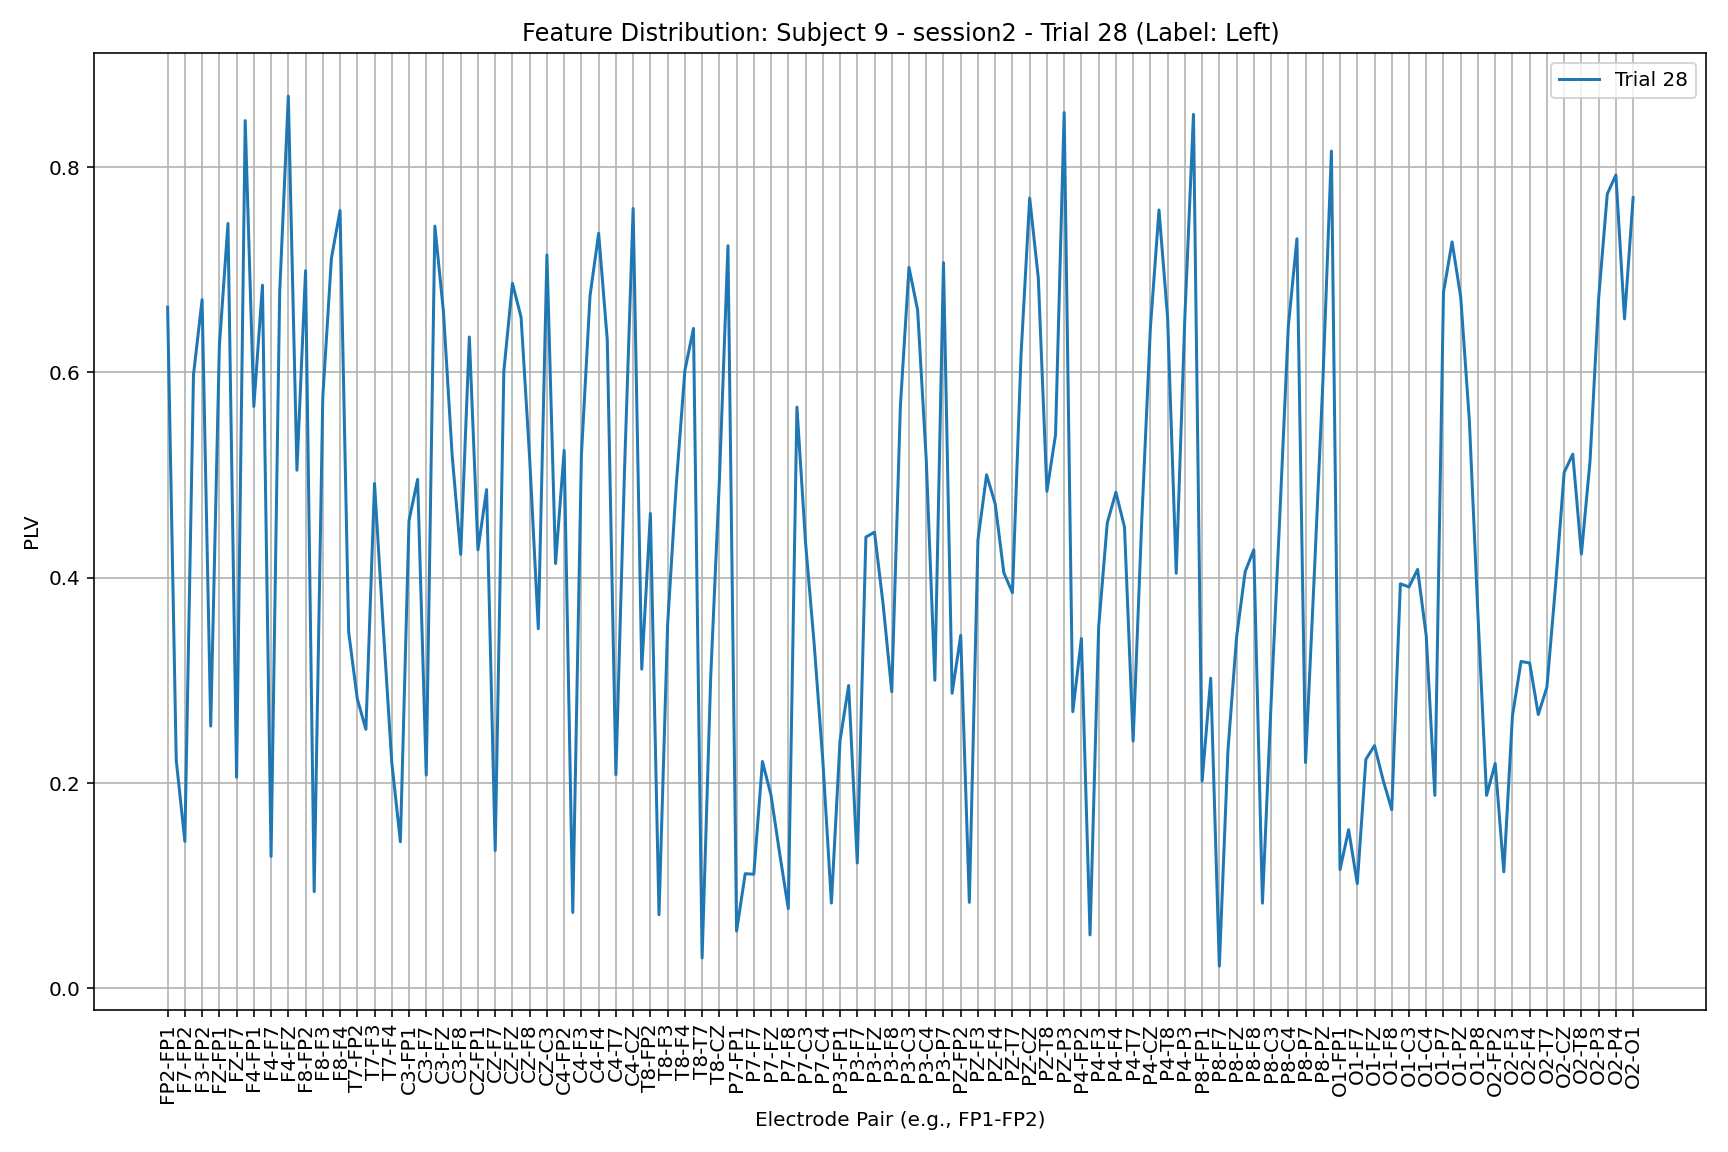 Feature Distribution: Subject 9 - session2 - Trial 28 (Label: Left)
Trial 28
PLV
0.8
0.6
0.4
0.2
0.0
FP2-FP1
F7-FP2
F3-FP2
FZ-FP1
FZ-F7
F4-FP1
F4-F7
F4-FZ
F8-FP2
F8-F3
F8-F4
T7-FP2
T7-F3
T7-F4
C3-FP1
C3-F7
C3-FZ
C3-F8
CZ-FP1
CZ-F7
CZ-FZ
CZ-F8
CZ-C3
C4-FP2
C4-F3
C4-F4
C4-T7
C4-CZ
T8-FP2
T8-F3
T8-F4
T8-T7
T8-CZ
P7-FP1
P7-F7
P7-FZ
P7-F8
P7-C3
P7-C4
P3-FP1
P3-F7
P3-FZ
P3-F8
P3-C3
P3-C4
P3-P7
PZ-FP2
PZ-F3
PZ-F4
PZ-T7
PZ-CZ
PZ-T8
PZ-P3
P4-FP2
P4-F3
P4-F4
P4-T7
P4-CZ
P4-T8
P4-P3
P8-FP1
P8-F7
P8-FZ
P8-F8
P8-C3
P8-C4
P8-P7
P8-PZ
O1-FP1
O1-F7
O1-FZ
O1-F8
O1-C3
O1-C4
O1-P7
O1-PZ
O1-P8
O2-FP2
O2-F3
O2-F4
O2-T7
O2-CZ
O2-T8
O2-P3
O2-P4
O2-O1
Electrode Pair (e.g., FP1-FP2)